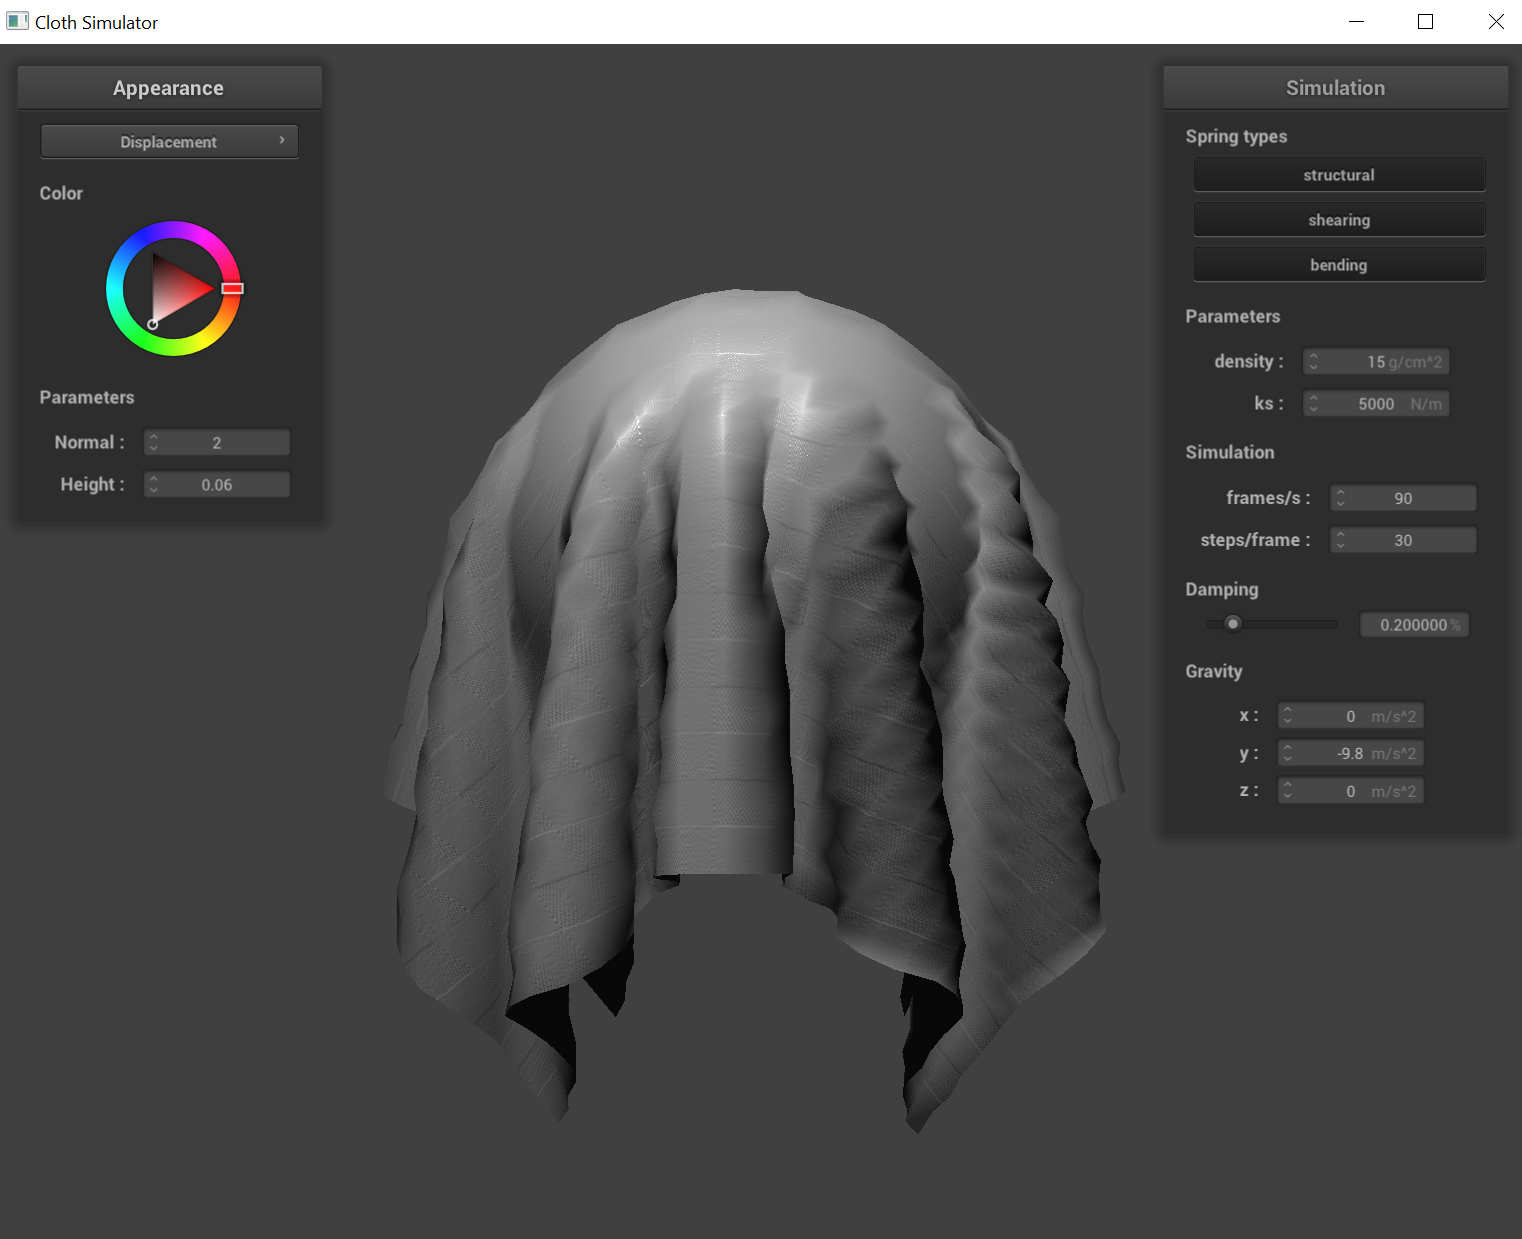 Cloth Simulator
Appearance
Displacement
Color
Parameters
Normal : 2
Height : 0.06
Simulation
Spring types
structural
shearing
bending
Parameters
density : 15 g/cm^2
ks : 5000 N/m
Simulation
frames/s : 90
steps/frame : 30
Damping
0.200000 %
Gravity
x : 0 m/s^2
y : -9.8 m/s^2
z : 0 m/s^2